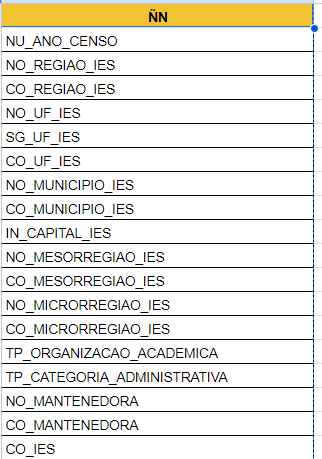 ÑN
NU_ANO_CENSO
NO_REGIAO_IES
CO_REGIAO_IES
NO_UF_IES
SG_UF_IES
CO_UF_IES
NO_MUNICIPIO_IES
CO_MUNICIPIO_IES
IN_CAPITAL_IES
NO_MESORREGIAO_IES
CO_MESORREGIAO_IES
NO_MICRORREGIAO_IES
CO_MICRORREGIAO_IES
TP_ORGANIZACAO_ACADEMICA
TP_CATEGORIA_ADMINISTRATIVA
NO_MANTENEDORA
CO_MANTENEDORA
CO_IES